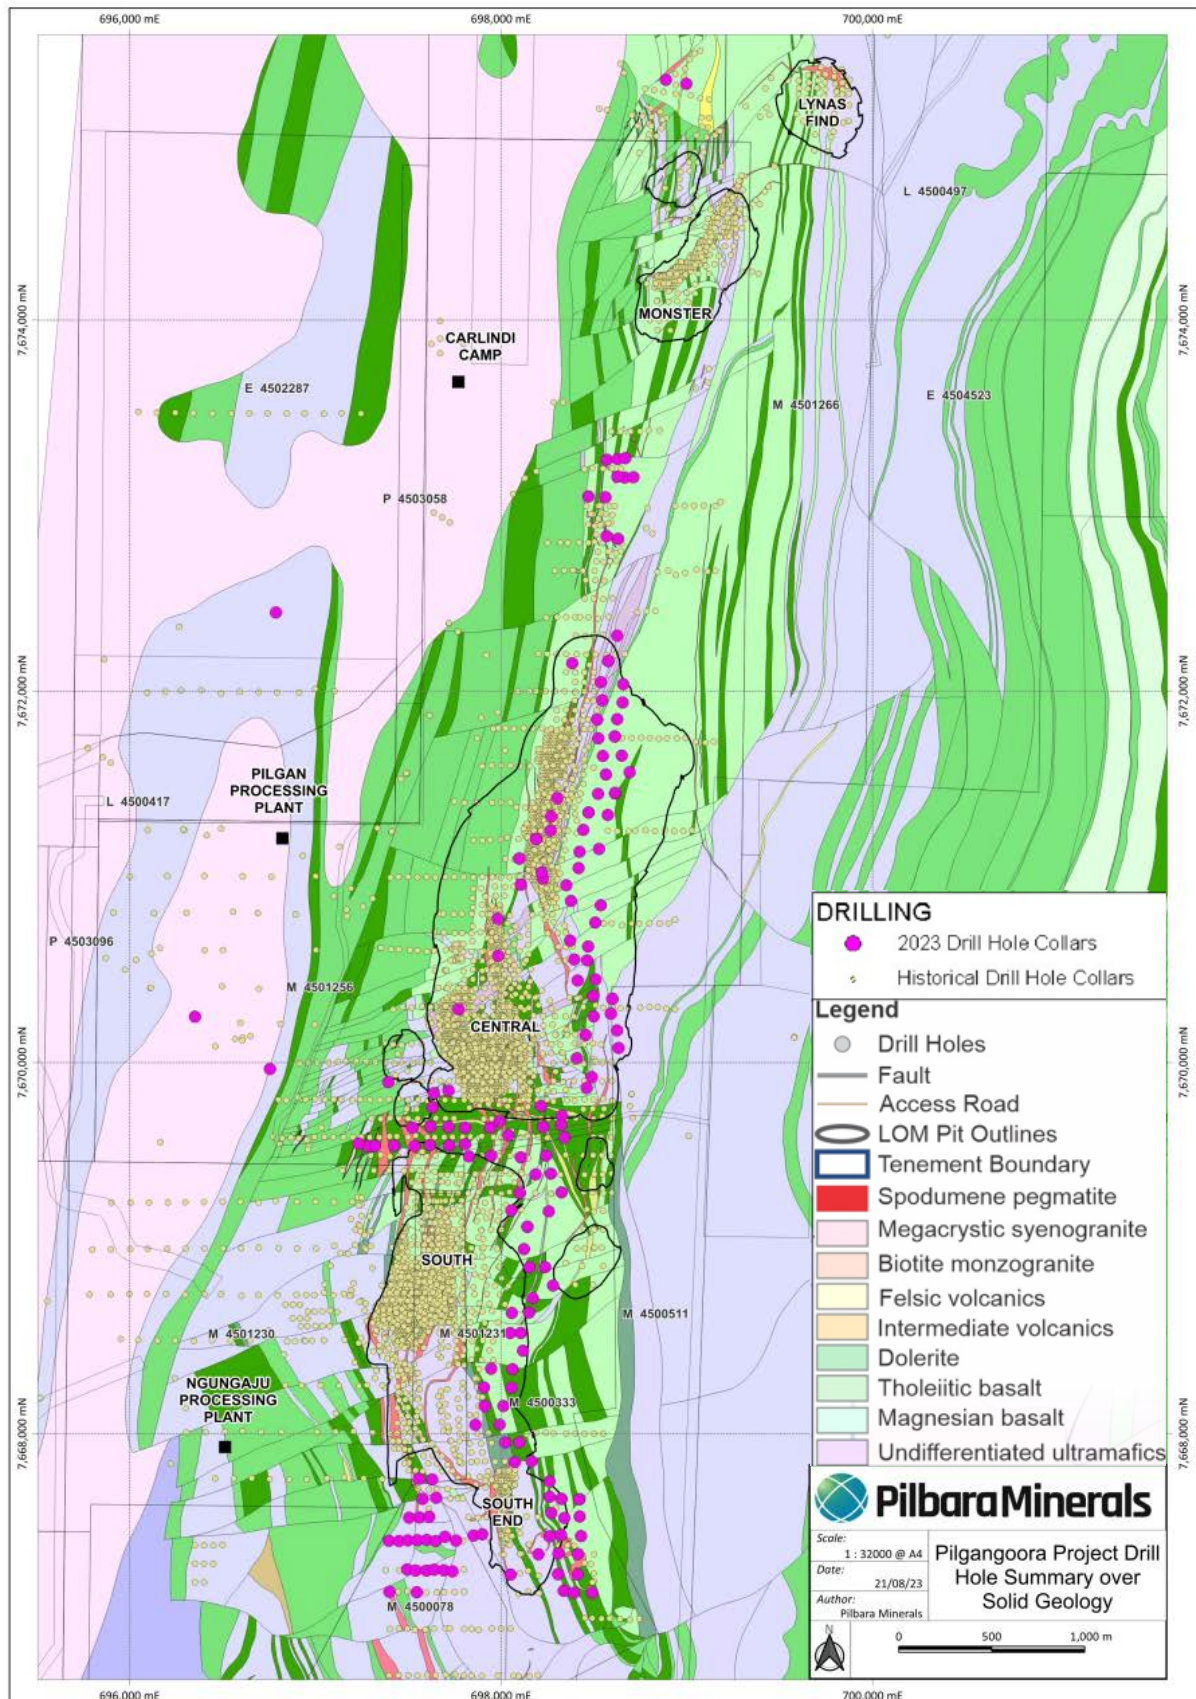 696,000 mE
698,000 mE
700,000 mE
LYNAS
FIND
L 4500497
7,674,000 mN
MONSTER
7,674,000 mN
CARLINDI
CAMP
E 4502287
M 4501266
E 4504523
P 4503058
7,672,000 mN
7,672,000 mN
PILGAN
PROCESSING
PLANT
L 4500417
P 4503096
M 4501256
CENTRAL
7,670,000 mN
7,670,000 mN
SOUTH
M 4500511
M 4501230
M 4501231
NGUNGAJU
PROCESSING
PLANT
M 4500333
7,668,000 mN
7,668,000 mN
SOUTH
END
M 4500078
DRILLING
2023 Drill Hole Collars
Historical Drill Hole Collars
Legend
Drill Holes
Fault
Access Road
LOM Pit Outlines
Tenement Boundary
Spodumene pegmatite
Megacrystic syenogranite
Biotite monzogranite
Felsic volcanics
Intermediate volcanics
Dolerite
Tholeiitic basalt
Magnesian basalt
Undifferentiated ultramafics
Pilbara Minerals
Scale:
1 : 32000 @ A4
Date:
21/08/23
Author:
Pilbara Minerals
Pilgangoora Project Drill
Hole Summary over
Solid Geology
N
0 500 1,000 m
696,000 mE
698,000 mE
700,000 mE